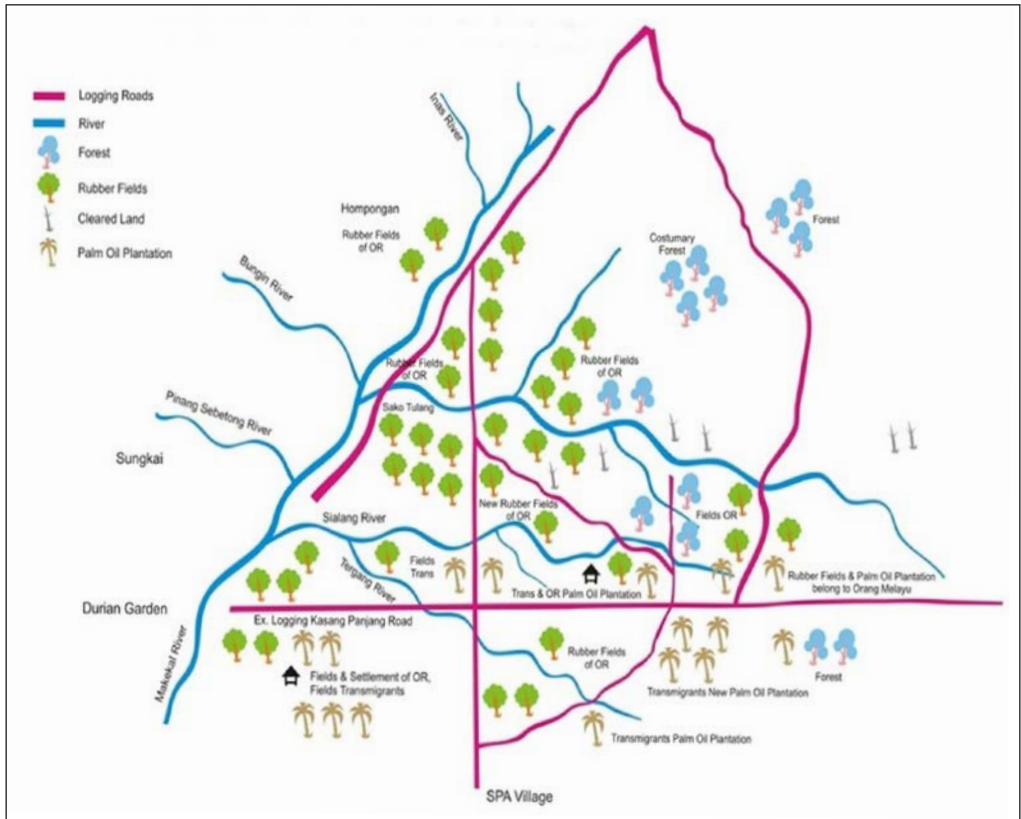 Logging Roads
River
Forest
Rubber Fields
Cleared Land
Palm Oil Plantation
Inas River
Hompongan
Rubber Fields
of OR
Bungin River
Costumary
Forest
Forest
Rubber Fields
of OR
Rubber Fields
of OR
Sako Tulang
Pinang Sebetong River
Sungkai
New Rubber Fields
of OR
Fields OR
Sialang River
Tergang River
Fields
Trans
Trans & OR Palm Oil Plantation
Rubber Fields & Palm Oil Plantation
belong to Orang Melayu
Durian Garden
Ex. Logging Kasang Panjang Road
Makekal River
Fields & Settlement of OR,
Fields Transmigrants
Rubber Fields
of OR
Transmigrants New Palm Oil Plantation
Forest
Transmigrants Palm Oil Plantation
SPA Village